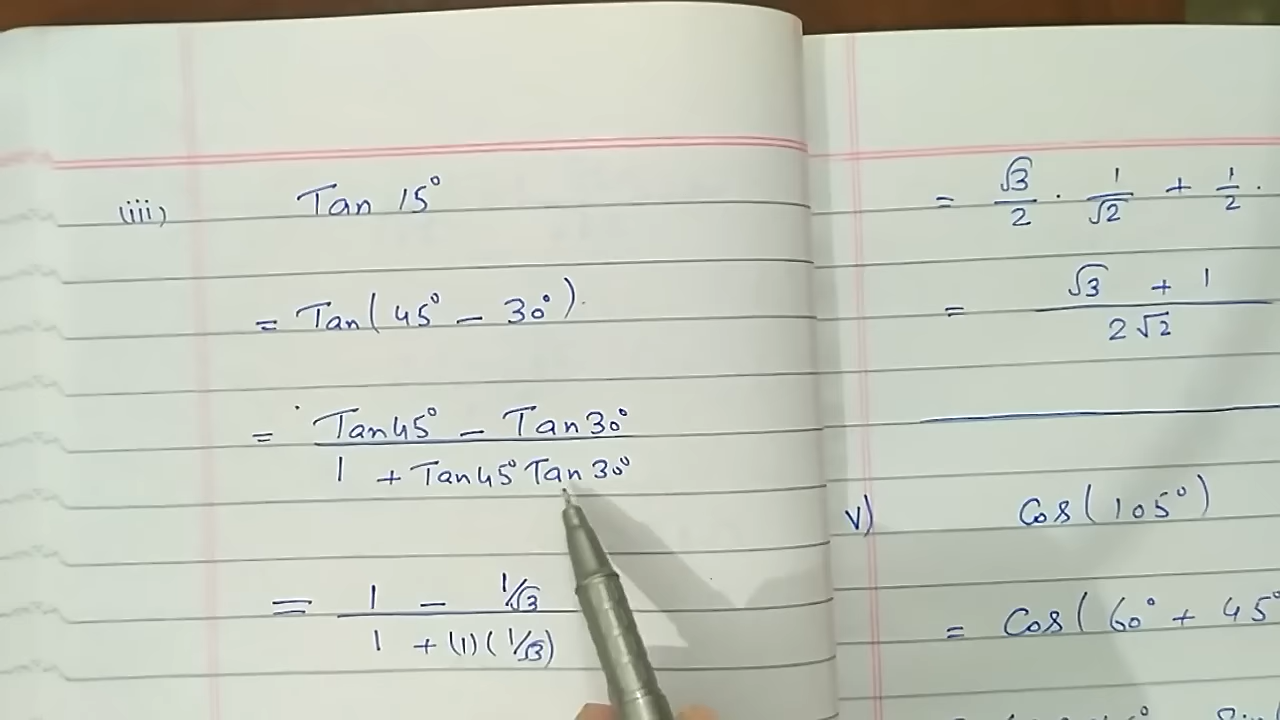 (iii) Tan 15°
= Tan(45° - 30°).
= Tan45° - Tan30°
1 + Tan45° Tan30°
= 1 - 1/√3
1 + (1)(1/√3)
= √3/2 · 1/√2 + 1/2 ·
= √3 + 1
2√2
v) Cos(105°)
= Cos(60° + 45°